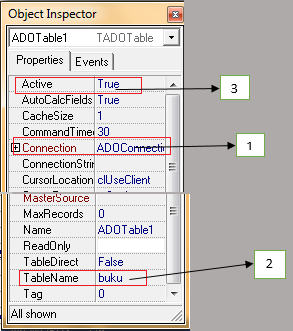 Object Inspector
ADOTable1 TADOTable
Properties Events
Active True
AutoCalcFields True
CacheSize 1
CommandTimeo 30
Connection ADOConnecti
ConnectionStrin
CursorLocation clUseClient
MasterSource
MaxRecords 0
Name ADOTable1
ReadOnly
TableDirect False
TableName buku
Tag 0
All shown
3
1
2